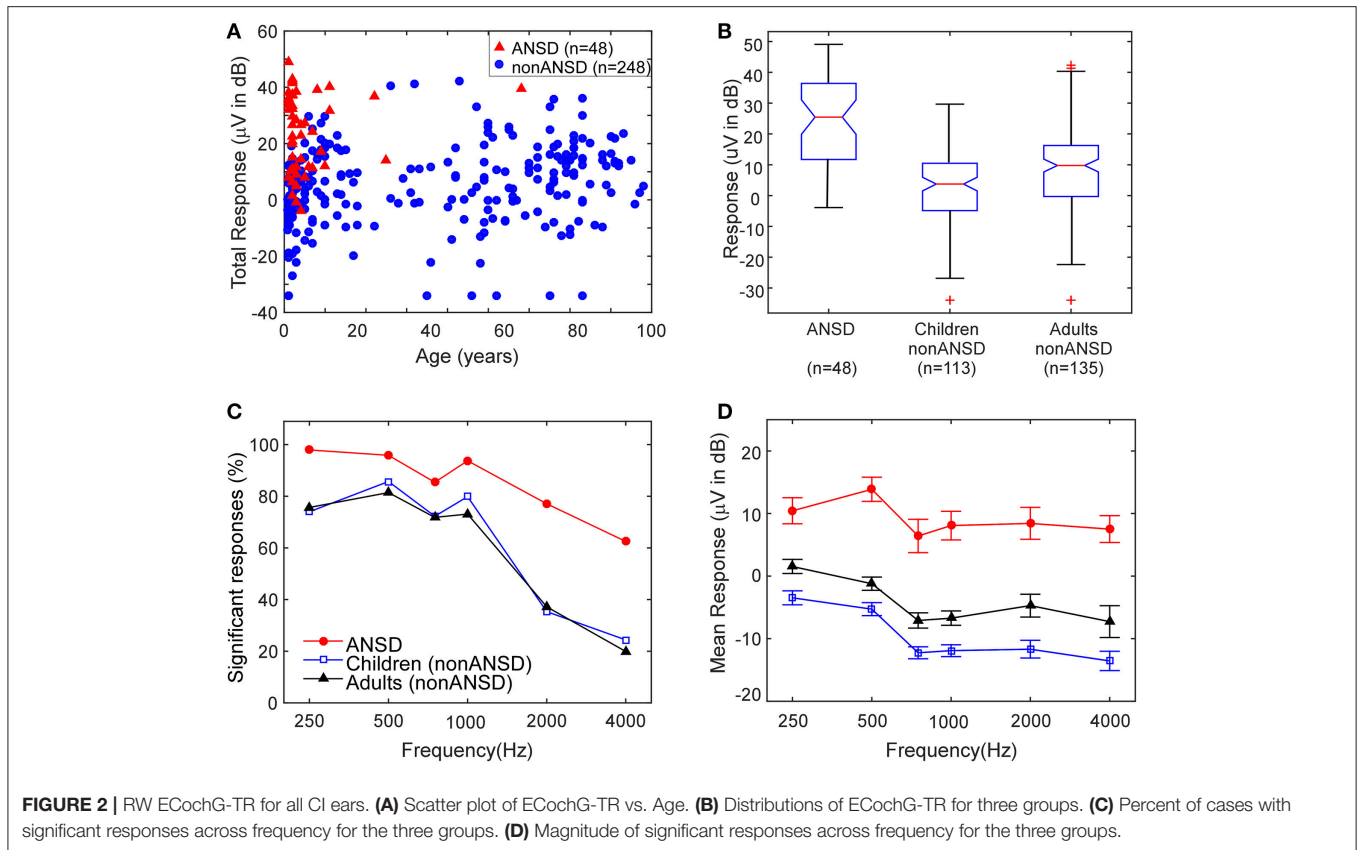 A
60
40
20
0
-20
-40
Total Response (µV in dB)
ANSD (n=48)
nonANSD (n=248)
0 20 40 60 80 100
Age (years)
B
50
40
30
20
10
0
-10
-20
-30
Response (µV in dB)
ANSD Children Adults
nonANSD nonANSD
(n=48) (n=113) (n=135)
C
100
80
60
40
20
0
Significant responses (%)
ANSD
Children (nonANSD)
Adults (nonANSD)
250 500 1000 2000 4000
Frequency(Hz)
D
20
10
0
-10
-20
Mean Response (µV in dB)
250 500 1000 2000 4000
Frequency(Hz)
FIGURE 2 | RW ECochG-TR for all CI ears. (A) Scatter plot of ECochG-TR vs. Age. (B) Distributions of ECochG-TR for three groups. (C) Percent of cases with
significant responses across frequency for the three groups. (D) Magnitude of significant responses across frequency for the three groups.